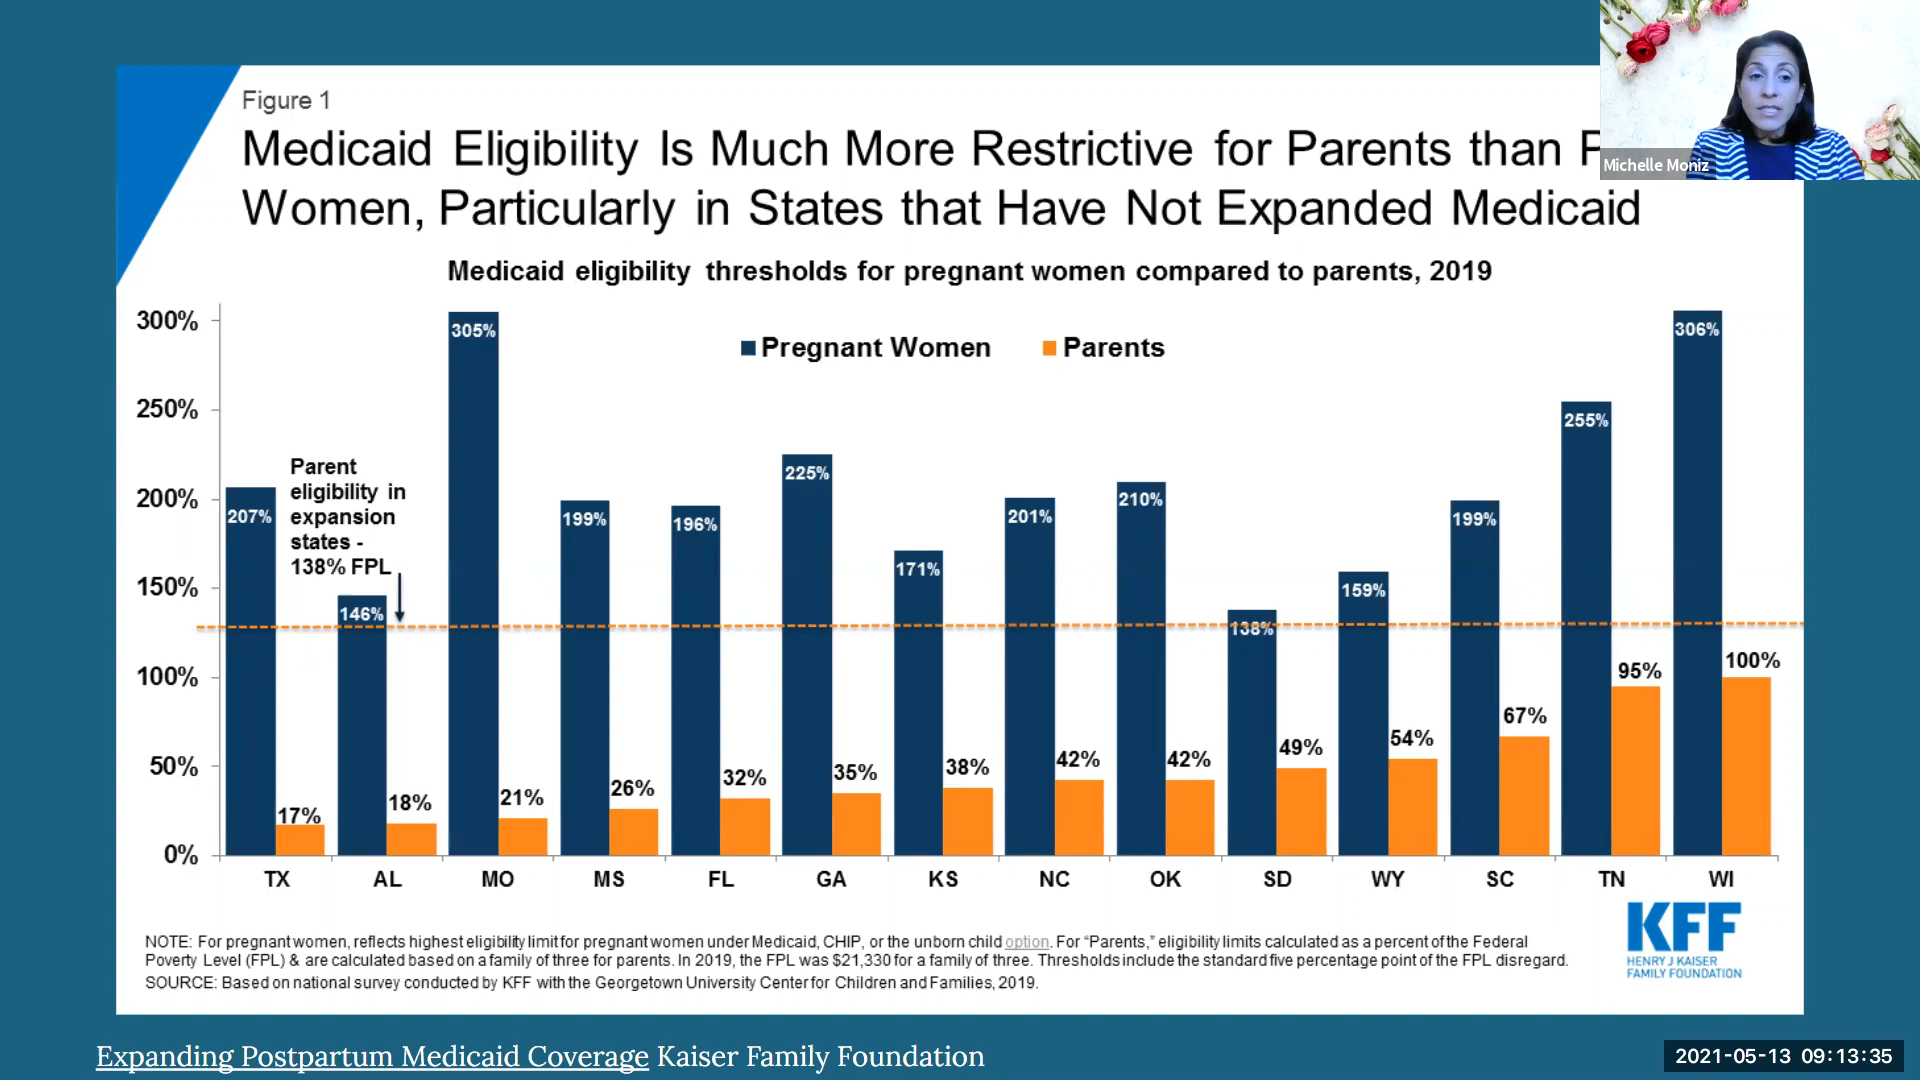 Figure 1
Medicaid Eligibility Is Much More Restrictive for Parents than
Women, Particularly in States that Have Not Expanded Medicaid
Michelle Moniz
Medicaid eligibility thresholds for pregnant women compared to parents, 2019
300%
250%
200%
150%
100%
50%
0%
Pregnant Women
Parents
Parent
eligibility in
expansion
states -
138% FPL
207%
146%
305%
199%
196%
225%
171%
201%
210%
138%
159%
199%
255%
306%
17%
18%
21%
26%
32%
35%
38%
42%
42%
49%
54%
67%
95%
100%
TX AL MO MS FL GA KS NC OK SD WY SC TN WI
NOTE: For pregnant women, reflects highest eligibility limit for pregnant women under Medicaid, CHIP, or the unborn child option. For “Parents,” eligibility limits calculated as a percent of the Federal
Poverty Level (FPL) & are calculated based on a family of three for parents. In 2019, the FPL was $21,330 for a family of three. Thresholds include the standard five percentage point of the FPL disregard.
SOURCE: Based on national survey conducted by KFF with the Georgetown University Center for Children and Families, 2019.
KFF
HENRY J KAISER
FAMILY FOUNDATION
Expanding Postpartum Medicaid Coverage Kaiser Family Foundation
2021-05-13 09:13:35